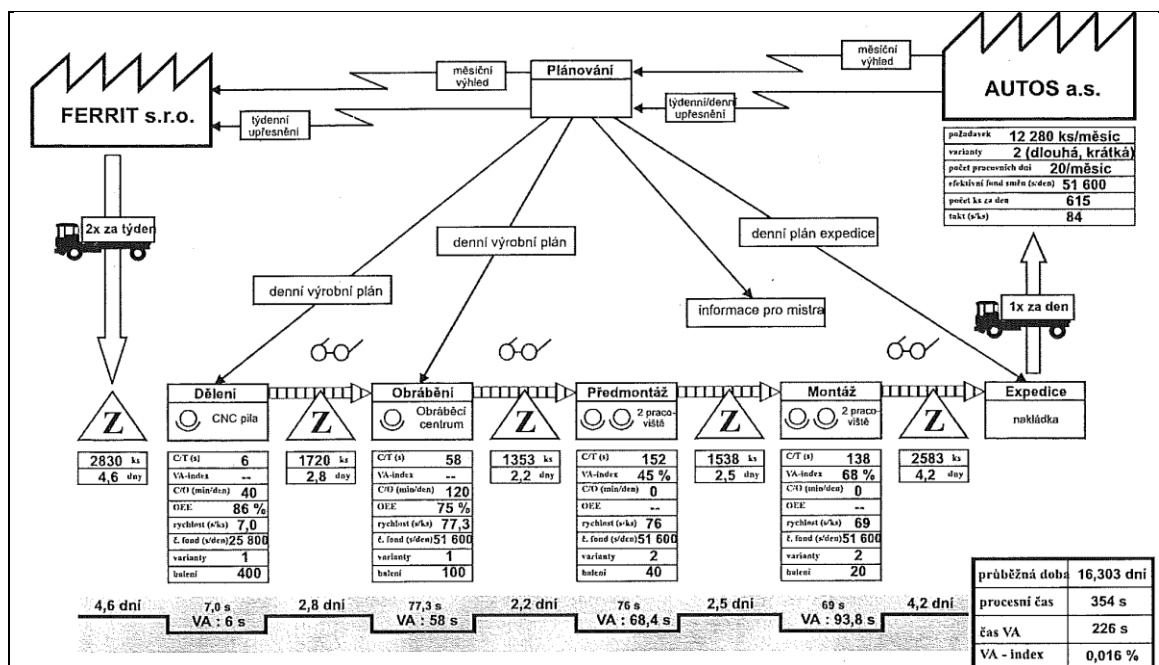 FERRIT s.r.o.
měsíční
výhled
týdenní
upřesnění
Plánování
měsíční
výhled
týdenní/denní
upřesnění
AUTOS a.s.
požadavek 12 280 ks/měsíc
varianty 2 (dlouhá, krátká)
počet pracovních dní 20/měsíc
efektivní fond směn (s/den) 51 600
počet ks za den 615
takt (s/ks) 84
2x za týden
denní výrobní plán
denní výrobní plán
denní plán expedice
informace pro mistra
1x za den
Z
2830 ks
4,6 dny
Dělení
CNC pila
C/T (s) 6
VA-index --
C/O (min/den) 40
OEE 86 %
rychlost (s/ks) 7,0
č. fond (s/den) 25 800
varianty 1
balení 400
Z
1720 ks
2,8 dny
Obrábění
Obráběcí
centrum
C/T (s) 58
VA-index --
C/O (min/den) 120
OEE 75 %
rychlost (s/ks) 77,3
č. fond (s/den) 51 600
varianty 1
balení 100
Z
1353 ks
2,2 dny
Předmontáž
2 praco-
viště
C/T (s) 152
VA-index 45 %
C/O (min/den) 0
OEE --
rychlost (s/ks) 76
č. fond (s/den) 51 600
varianty 2
balení 40
Z
1538 ks
2,5 dny
Montáž
2 praco-
viště
C/T (s) 138
VA-index 68 %
C/O (min/den) 0
OEE --
rychlost (s/ks) 69
č. fond (s/den) 51 600
varianty 2
balení 20
Z
2583 ks
4,2 dny
Expedice
nakládka
4,6 dní
7,0 s
VA : 6 s
2,8 dní
77,3 s
VA : 58 s
2,2 dní
76 s
VA : 68,4 s
2,5 dní
69 s
VA : 93,8 s
4,2 dní
průběžná doba 16,303 dní
procesní čas 354 s
čas VA 226 s
VA - index 0,016 %